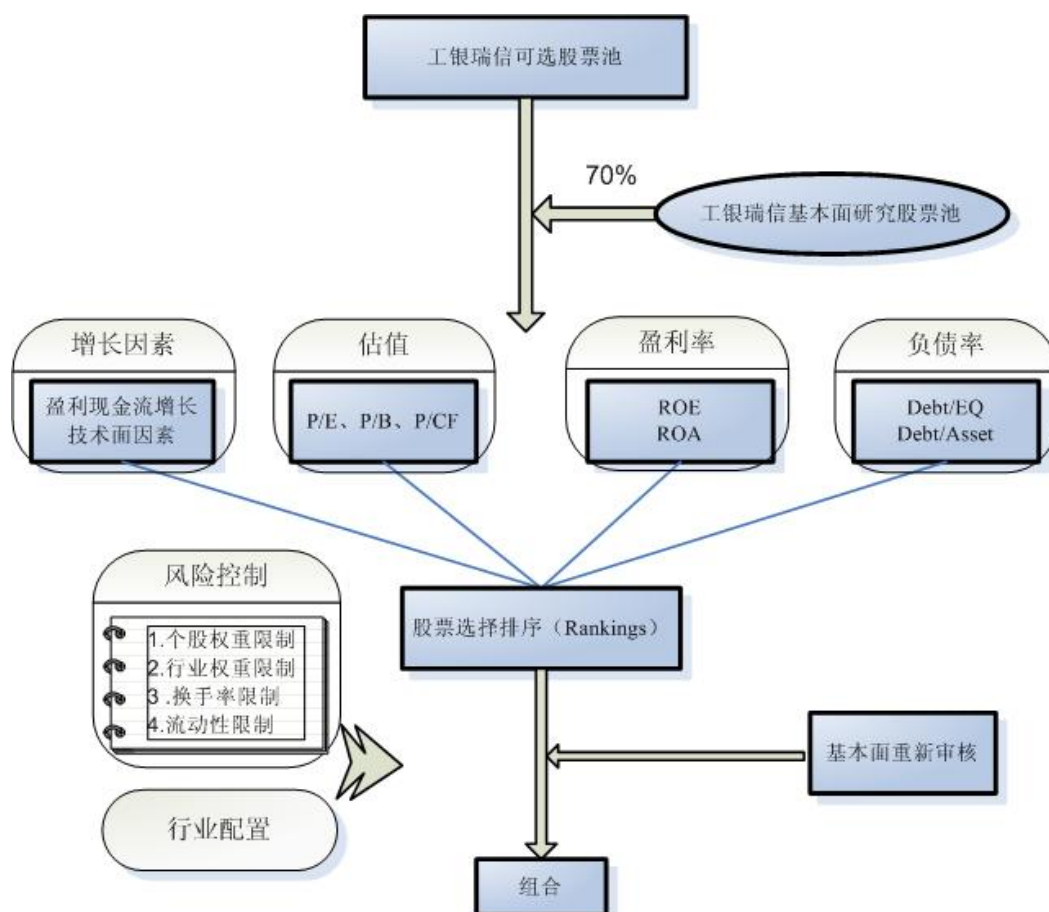 工银瑞信可选股票池
70%
工银瑞信基本面研究股票池
增长因素
盈利现金流增长
技术面因素
估值
P/E、P/B、P/CF
盈利率
ROE
ROA
负债率
Debt/EQ
Debt/Asset
风险控制
1.个股权重限制
2.行业权重限制
3.换手率限制
4.流动性限制
行业配置
股票选择排序（Rankings）
基本面重新审核
组合